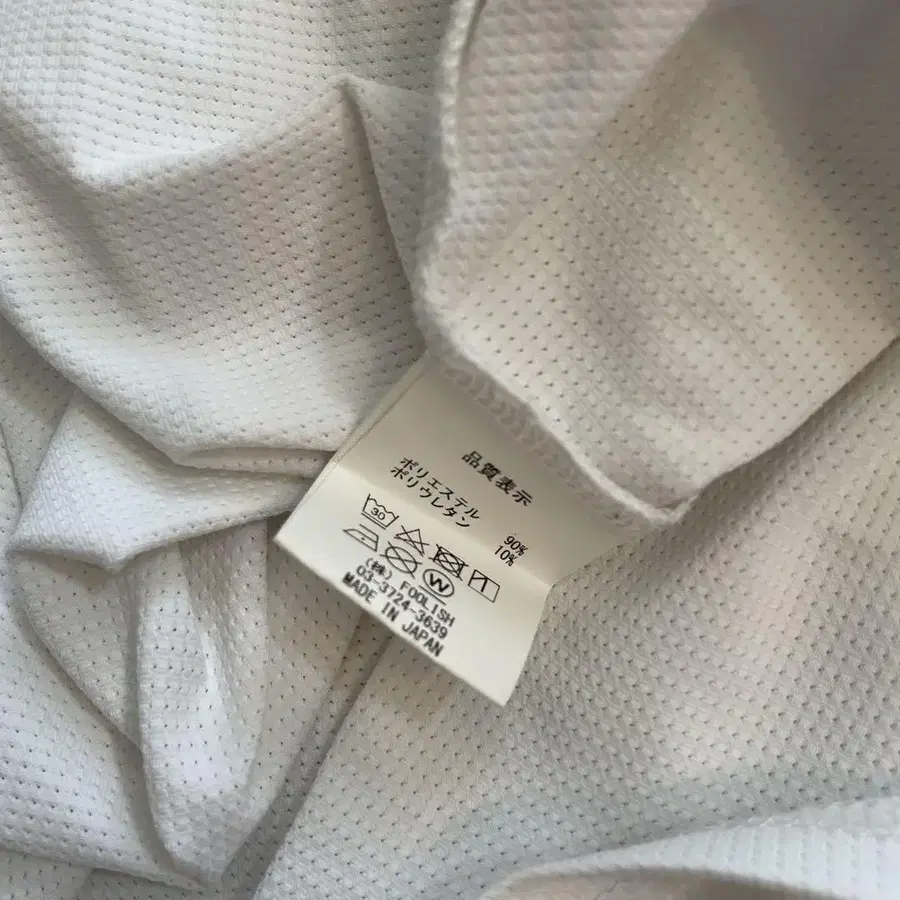 品質表示
ポリエステル 90%
ポリウレタン 10%
30
W
(株) FOOLISH
03-3724-3639
MADE IN JAPAN